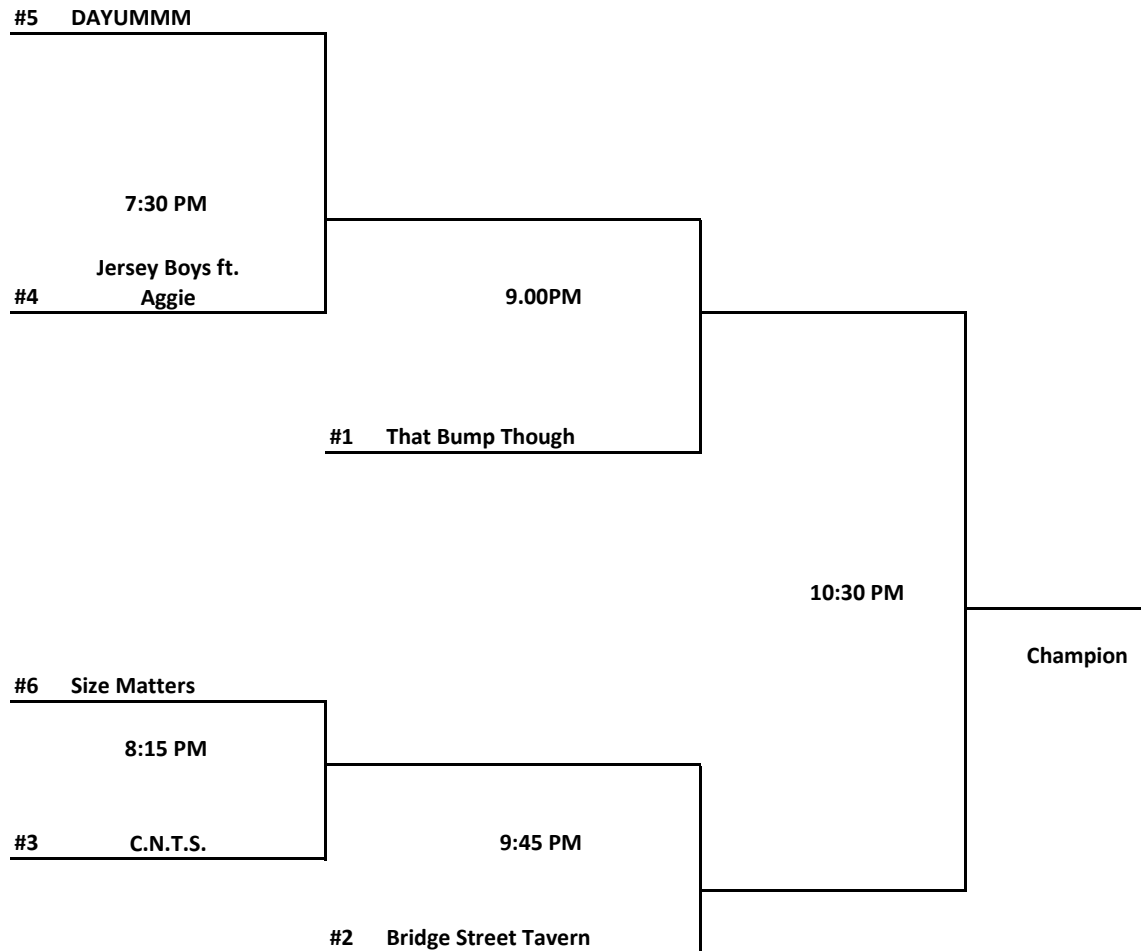 #5 DAYUMMM
7:30 PM
Jersey Boys ft.
#4 Aggie
9.00PM
#1 That Bump Though
10:30 PM
Champion
#6 Size Matters
8:15 PM
#3 C.N.T.S.
9:45 PM
#2 Bridge Street Tavern